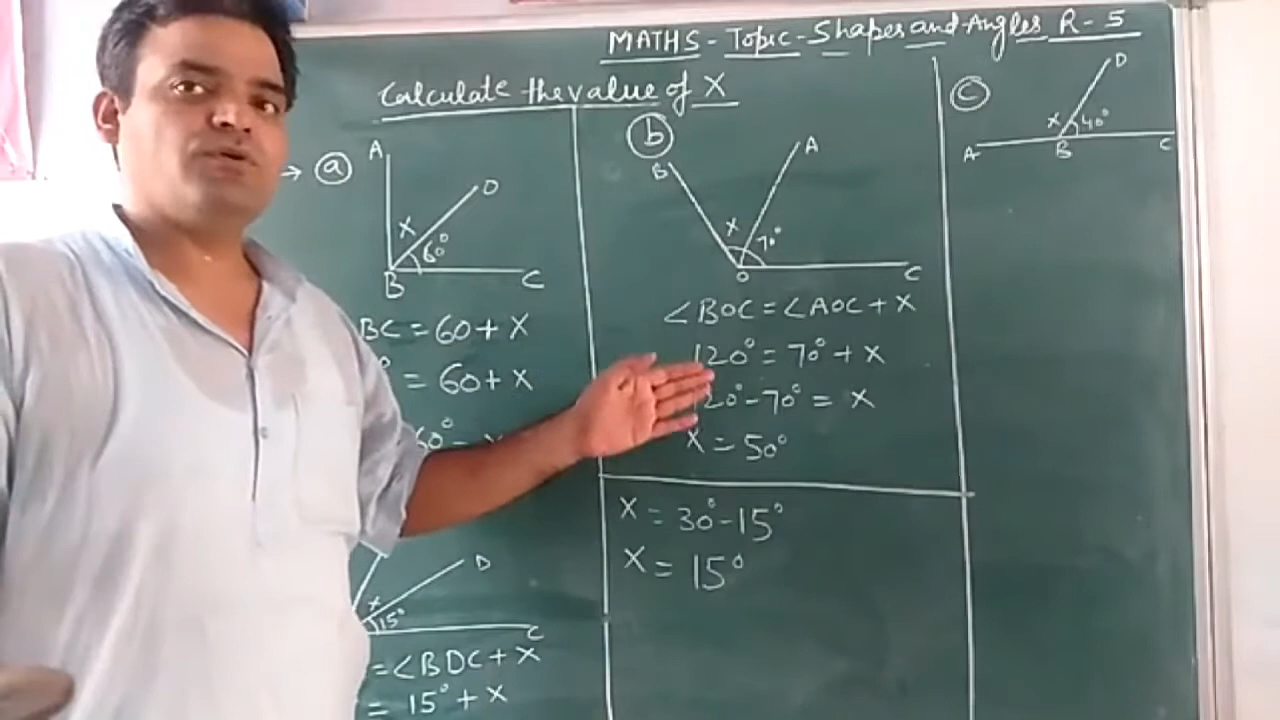 MATHS - Topic - Shapes and Angles R - 5
Calculate the value of X
→ (a)
A
D
X
60°
B
C
BC = 60 + X
° = 60 + X
60° - X
(b)
B
A
X
70°
O
C
∠BOC = ∠AOC + X
120° = 70° + X
120° - 70° = X
X = 50°
(c)
D
X 40°
A
B
C
D
X
15°
C
= ∠BDC + X
= 15° + X
X = 30° - 15°
X = 15°